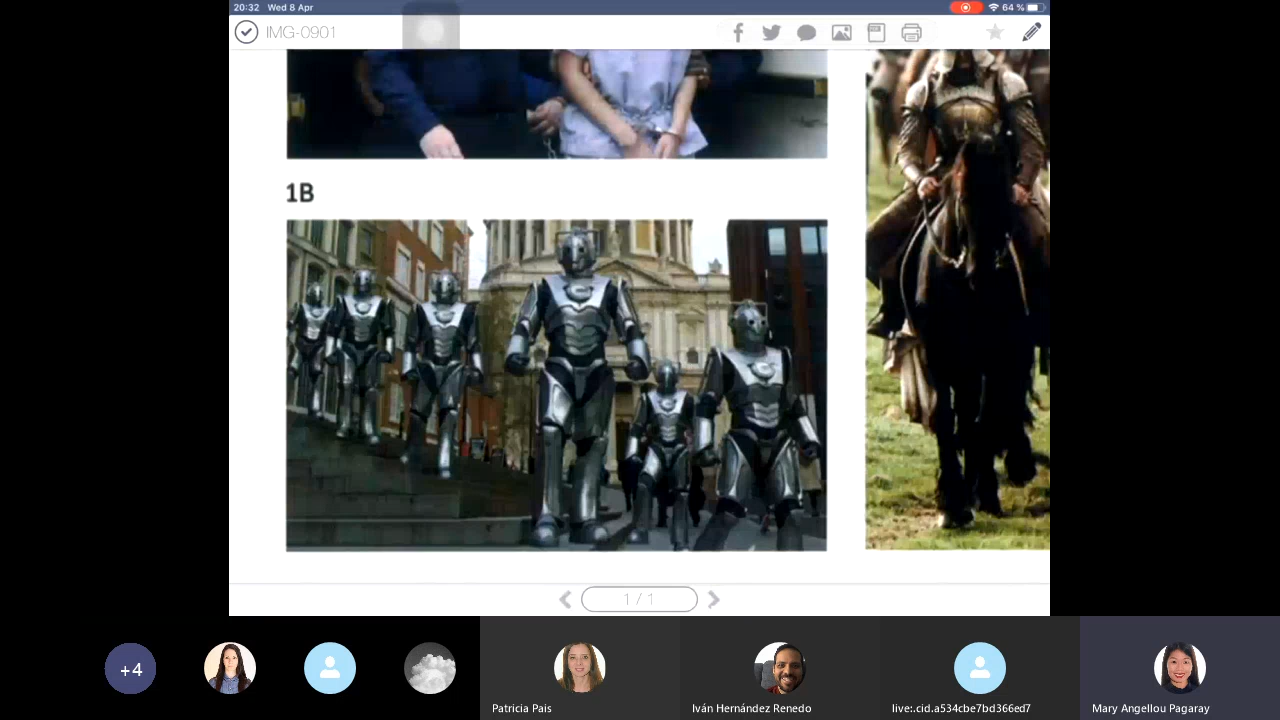 20:32 Wed 8 Apr
64 %
IMG-0901
1B
1 / 1
+4
Patricia Pais
Iván Hernández Renedo
live:.cid.a534cbe7bd366ed7
Mary Angellou Pagaray